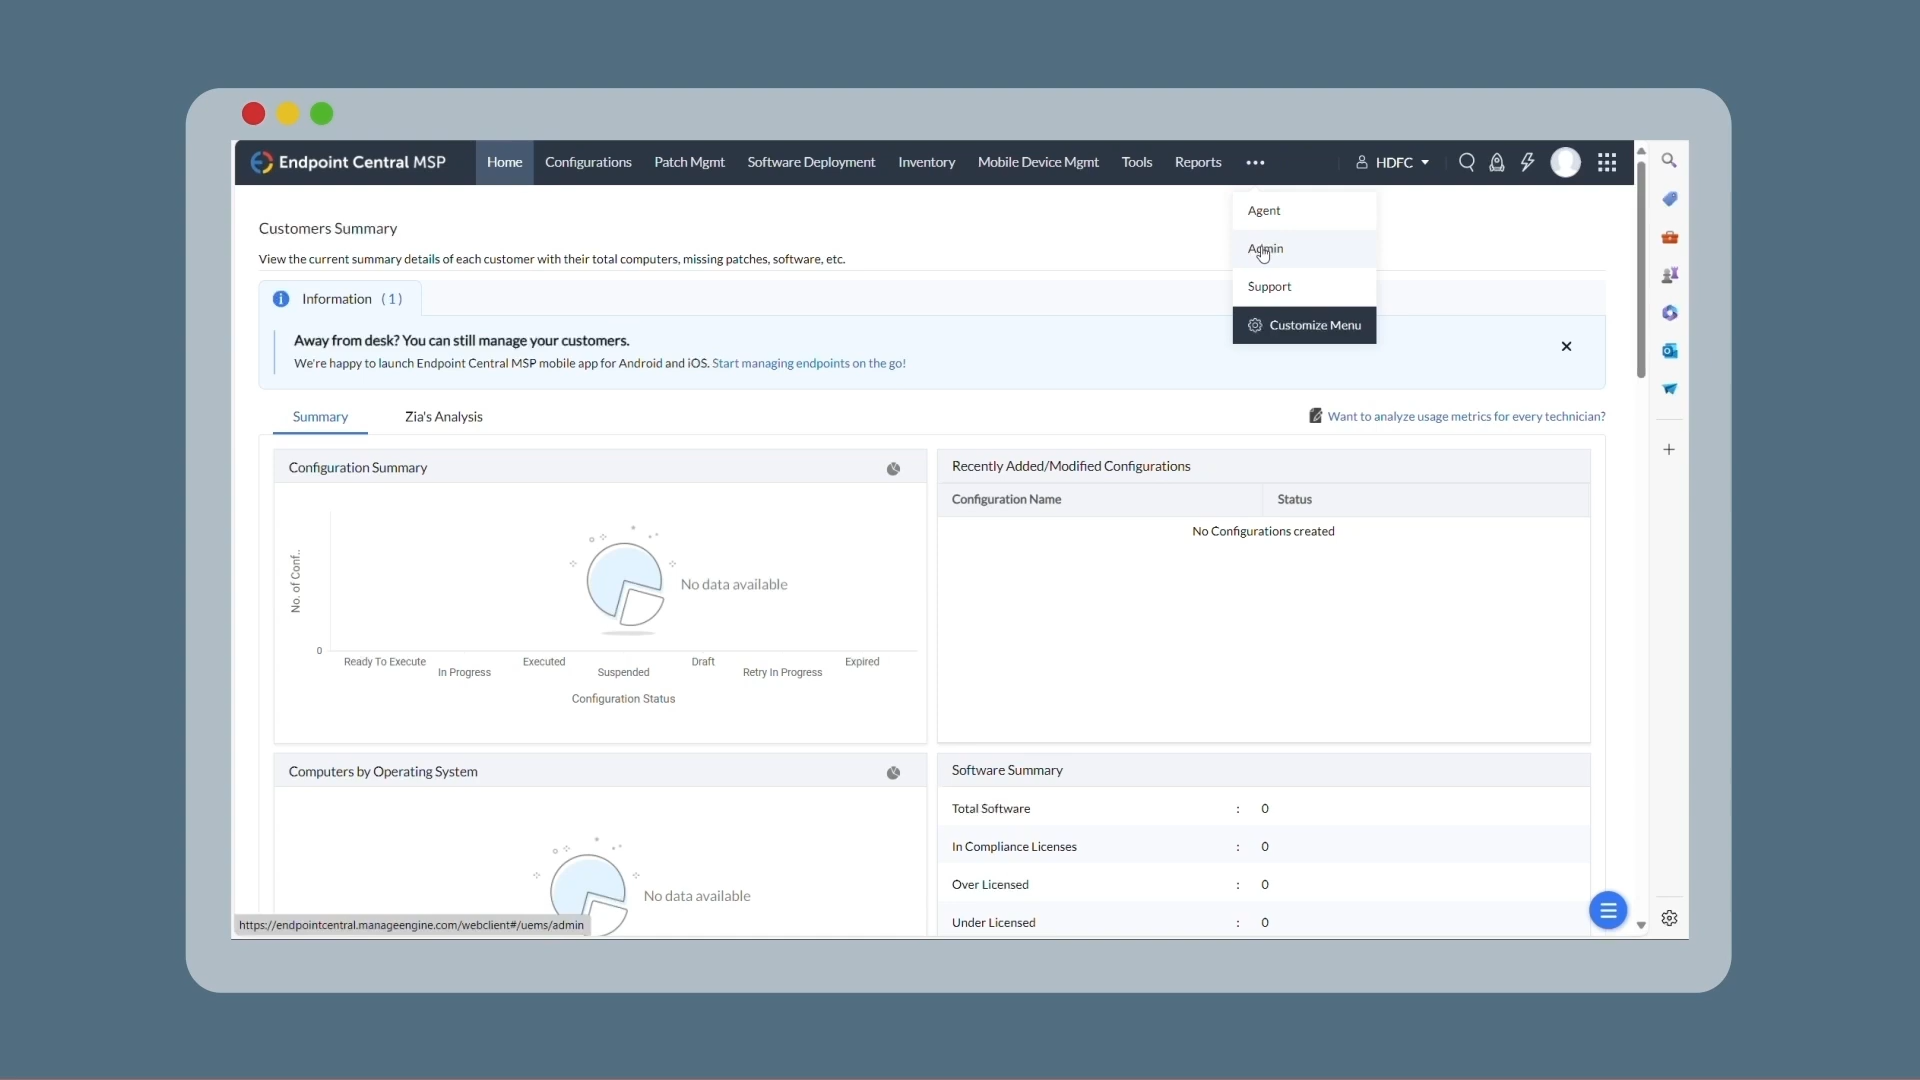 Endpoint Central MSP
Home
Configurations
Patch Mgmt
Software Deployment
Inventory
Mobile Device Mgmt
Tools
Reports
HDFC
Agent
Admin
Support
Customize Menu
Customers Summary
View the current summary details of each customer with their total computers, missing patches, software, etc.
Information (1)
Away from desk? You can still manage your customers.
We're happy to launch Endpoint Central MSP mobile app for Android and iOS. Start managing endpoints on the go!
Summary
Zia's Analysis
Want to analyze usage metrics for every technician?
Configuration Summary
No. of Conf..
No data available
0
Ready To Execute
In Progress
Executed
Suspended
Draft
Retry In Progress
Expired
Configuration Status
Recently Added/Modified Configurations
Configuration Name
Status
No Configurations created
Computers by Operating System
No data available
Software Summary
Total Software : 0
In Compliance Licenses : 0
Over Licensed : 0
Under Licensed : 0
https://endpointcentral.manageengine.com/webclient#/uems/admin